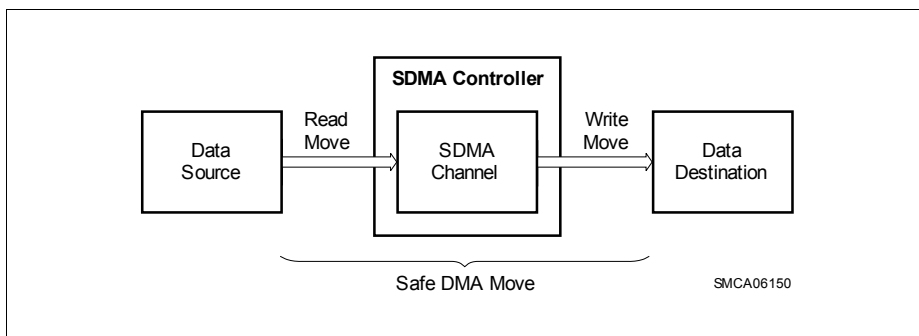 SDMA Controller
Data
Source
Read
Move
SDMA
Channel
Write
Move
Data
Destination
Safe DMA Move
SMCA06150